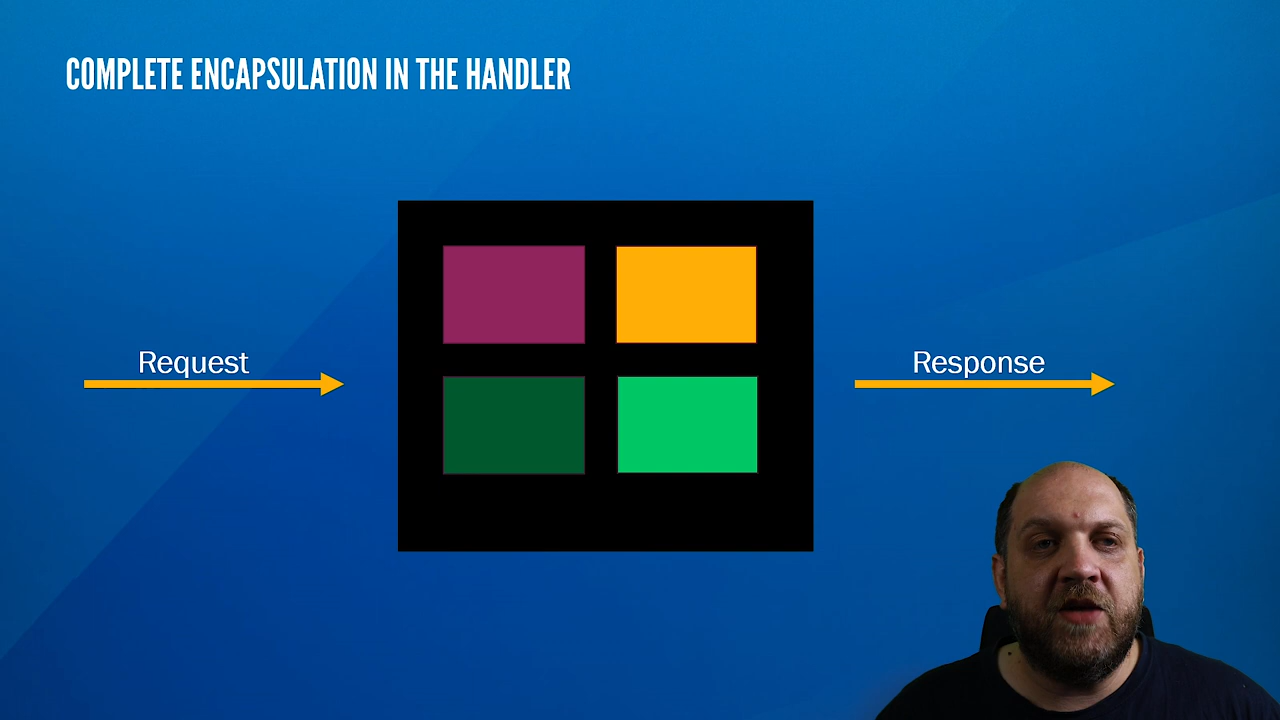 COMPLETE ENCAPSULATION IN THE HANDLER
Request
Response